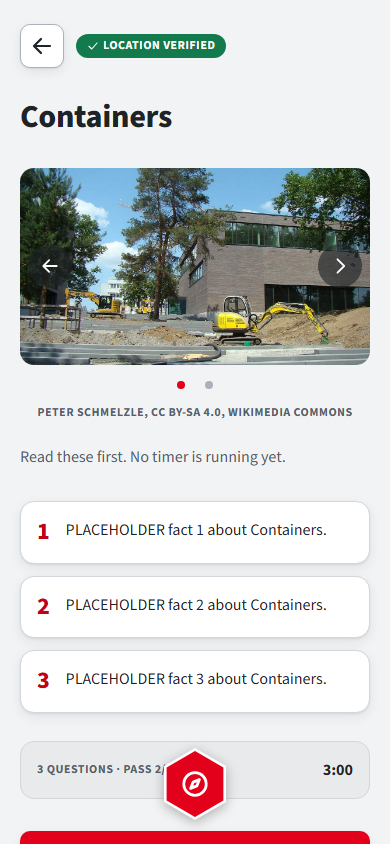 LOCATION VERIFIED
Containers
PETER SCHMELZLE, CC BY-SA 4.0, WIKIMEDIA COMMONS
Read these first. No timer is running yet.
1 PLACEHOLDER fact 1 about Containers.
2 PLACEHOLDER fact 2 about Containers.
3 PLACEHOLDER fact 3 about Containers.
3 QUESTIONS · PASS 2/ 3:00